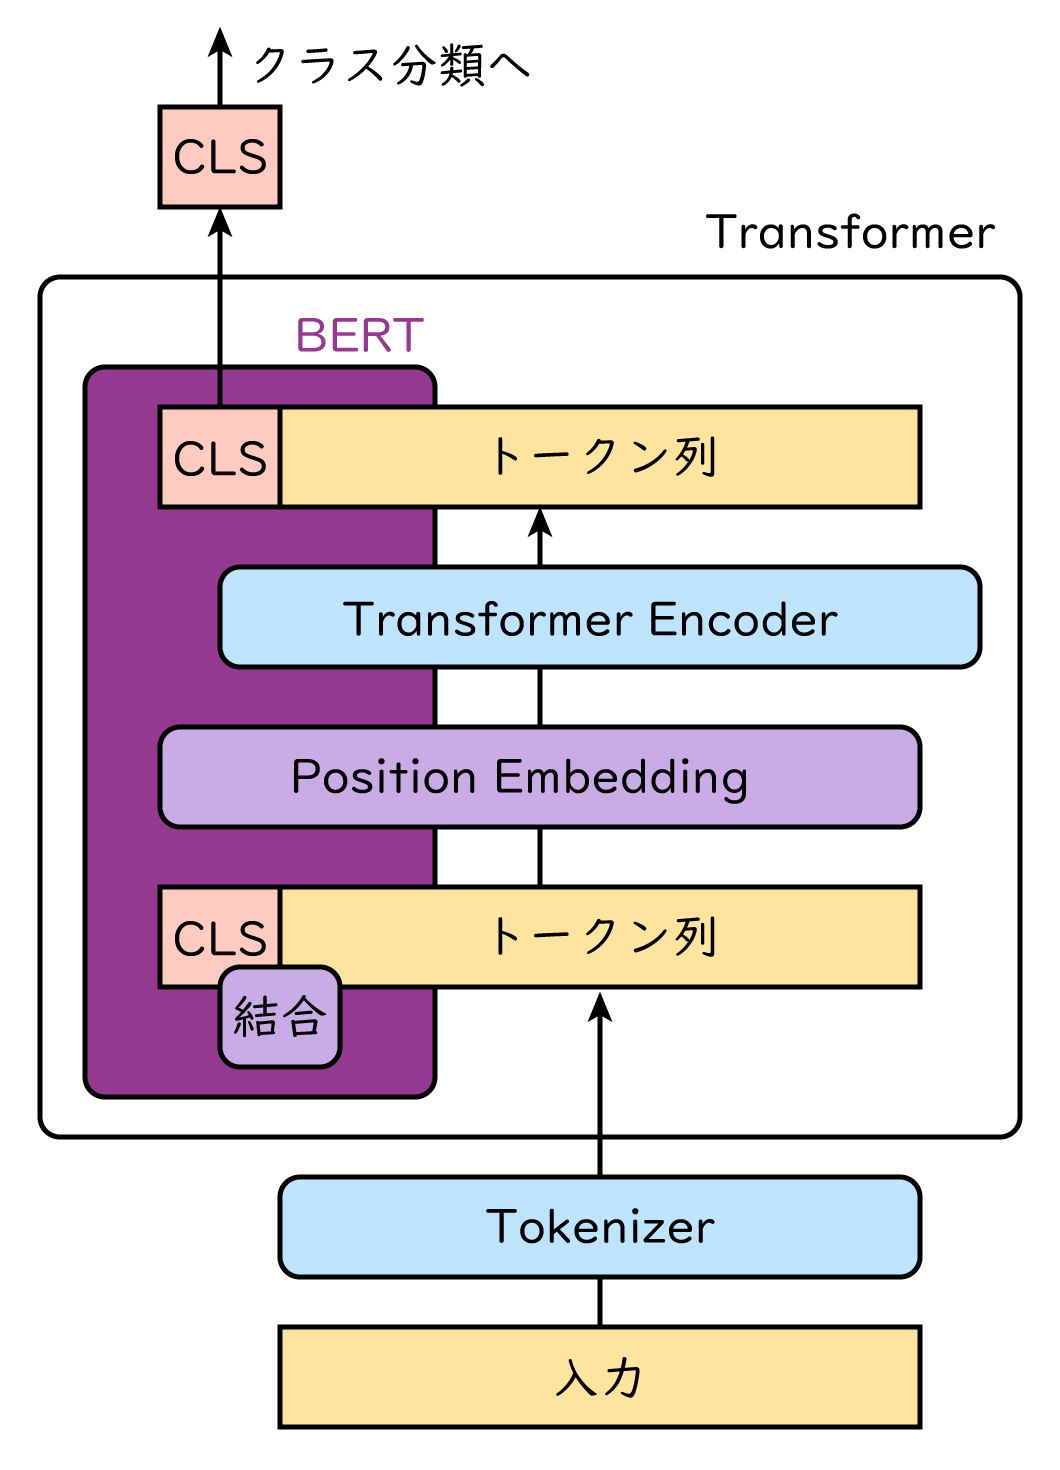 クラス分類へ
CLS
Transformer
BERT
CLS
トークン列
Transformer Encoder
Position Embedding
CLS
トークン列
結合
Tokenizer
入力